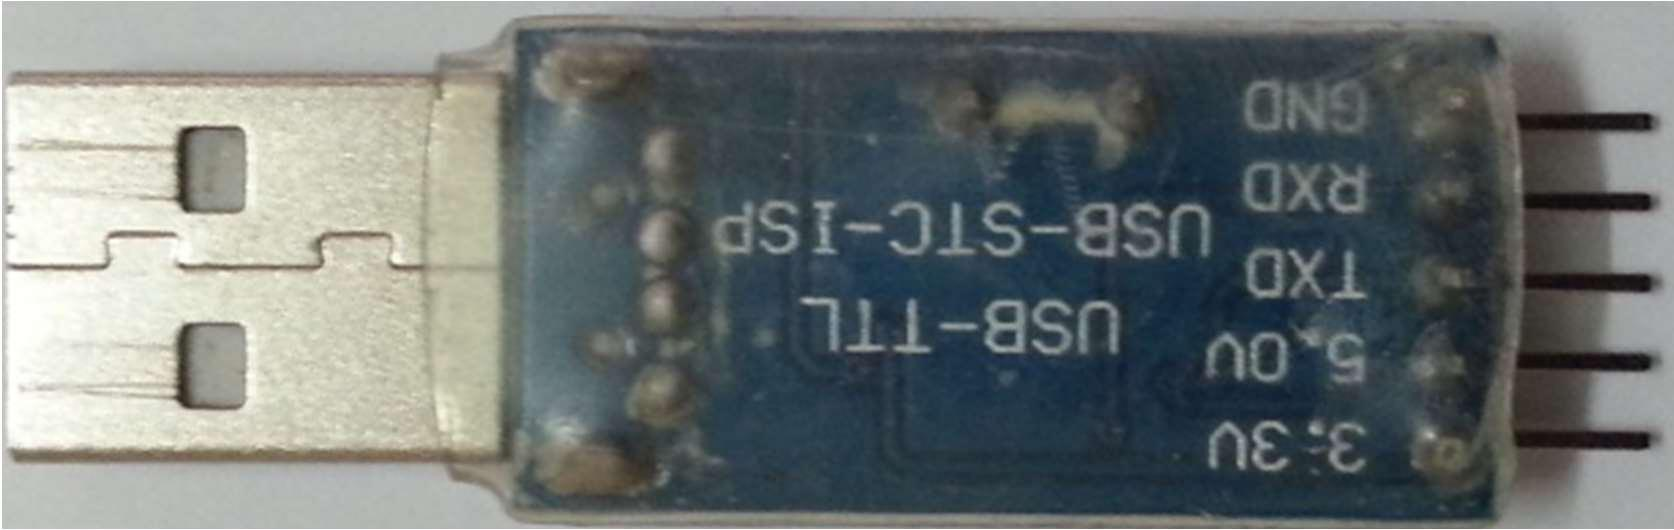 3.3V
5.0V
TXD
RXD
GND
USB-TTL
USB-STC-ISP